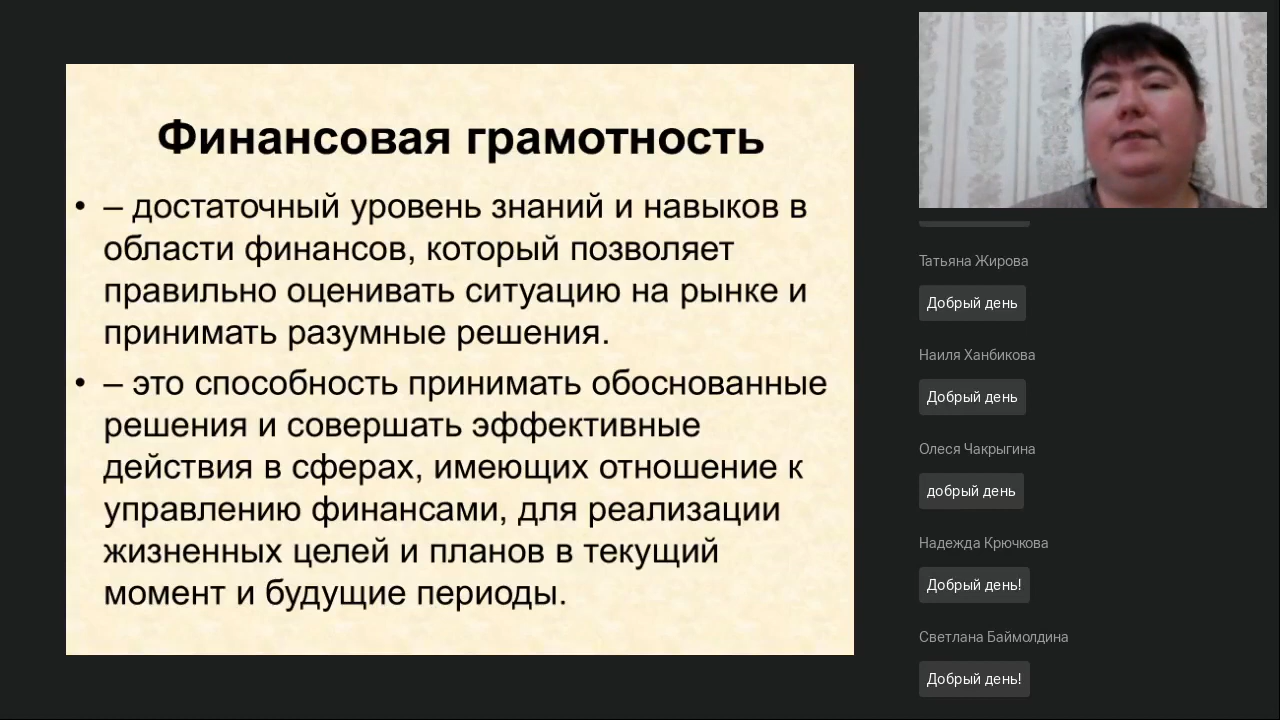 Финансовая грамотность
• – достаточный уровень знаний и навыков в
области финансов, который позволяет
правильно оценивать ситуацию на рынке и
принимать разумные решения.
• – это способность принимать обоснованные
решения и совершать эффективные
действия в сферах, имеющих отношение к
управлению финансами, для реализации
жизненных целей и планов в текущий
момент и будущие периоды.
Татьяна Жирова
Добрый день
Наиля Ханбикова
Добрый день
Олеся Чакрыгина
добрый день
Надежда Крючкова
Добрый день!
Светлана Баймолдина
Добрый день!